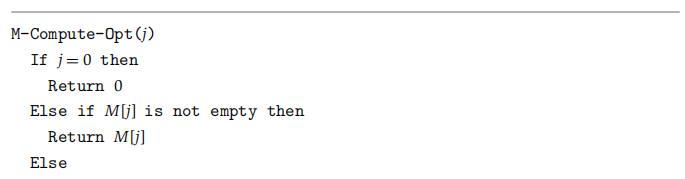 M-Compute-Opt(j)
If j=0 then
Return 0
Else if M[j] is not empty then
Return M[j]
Else